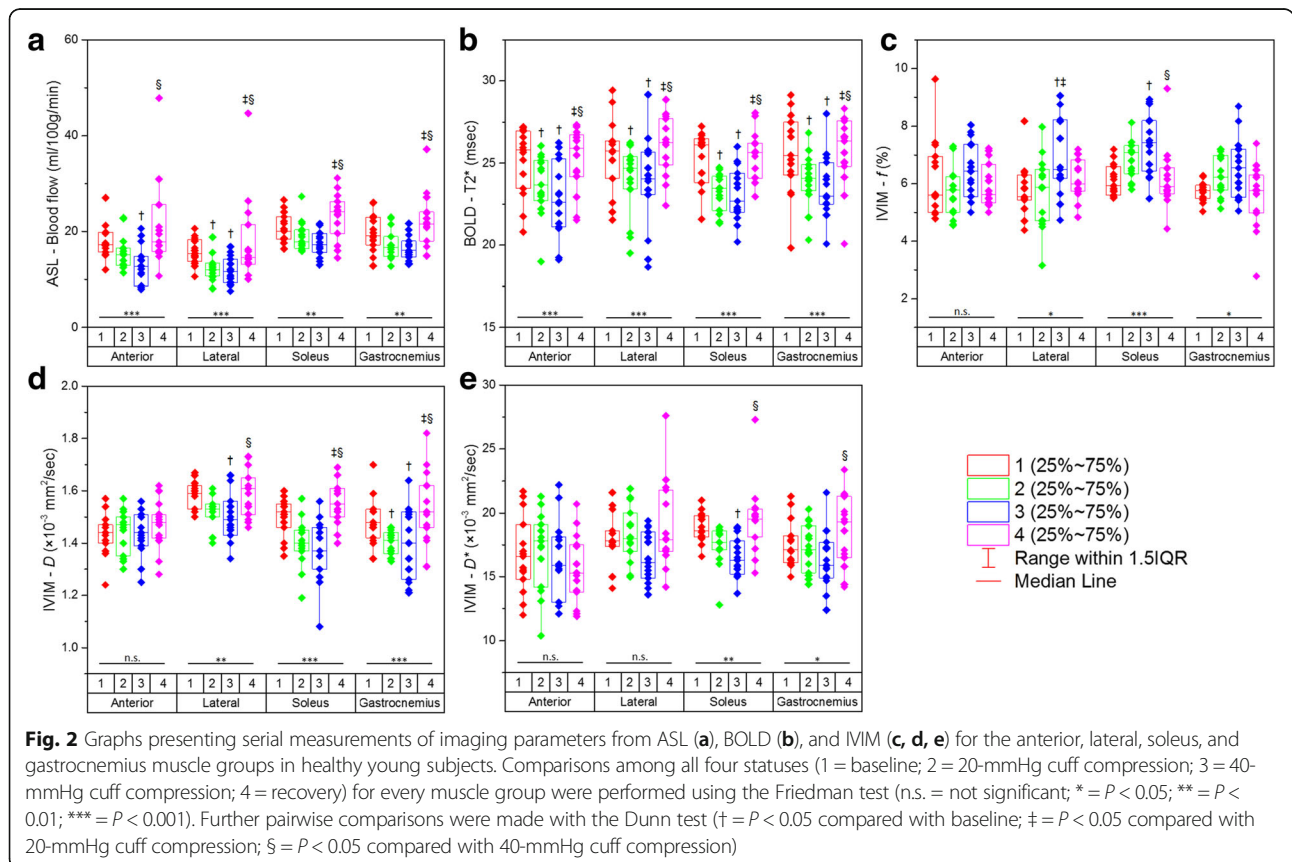 a
60
40
20
0
ASL - Blood flow (ml/100g/min)
† § † † ‡§ ‡§ ‡§
*** *** ** **
1 2 3 4 1 2 3 4 1 2 3 4 1 2 3 4
Anterior Lateral Soleus Gastrocnemius
b
30
25
20
15
BOLD - T2* (msec)
† † ‡§ † † ‡§ † † ‡§ † † ‡§
*** *** *** ***
1 2 3 4 1 2 3 4 1 2 3 4 1 2 3 4
Anterior Lateral Soleus Gastrocnemius
c
10
8
6
4
2
IVIM - f (%)
†‡ † §
n.s. * *** *
1 2 3 4 1 2 3 4 1 2 3 4 1 2 3 4
Anterior Lateral Soleus Gastrocnemius
d
2.0
1.8
1.6
1.4
1.2
1.0
IVIM - D (×10⁻³ mm²/sec)
† § ‡§ † † ‡§
n.s. ** *** ***
1 2 3 4 1 2 3 4 1 2 3 4 1 2 3 4
Anterior Lateral Soleus Gastrocnemius
e
30
25
20
15
10
IVIM - D* (×10⁻³ mm²/sec)
† § §
n.s. n.s. ** *
1 2 3 4 1 2 3 4 1 2 3 4 1 2 3 4
Anterior Lateral Soleus Gastrocnemius
1 (25%~75%)
2 (25%~75%)
3 (25%~75%)
4 (25%~75%)
Range within 1.5IQR
Median Line
Fig. 2 Graphs presenting serial measurements of imaging parameters from ASL (a), BOLD (b), and IVIM (c, d, e) for the anterior, lateral, soleus, and
gastrocnemius muscle groups in healthy young subjects. Comparisons among all four statuses (1 = baseline; 2 = 20-mmHg cuff compression; 3 = 40-
mmHg cuff compression; 4 = recovery) for every muscle group were performed using the Friedman test (n.s. = not significant; * = P < 0.05; ** = P <
0.01; *** = P < 0.001). Further pairwise comparisons were made with the Dunn test († = P < 0.05 compared with baseline; ‡ = P < 0.05 compared with
20-mmHg cuff compression; § = P < 0.05 compared with 40-mmHg cuff compression)